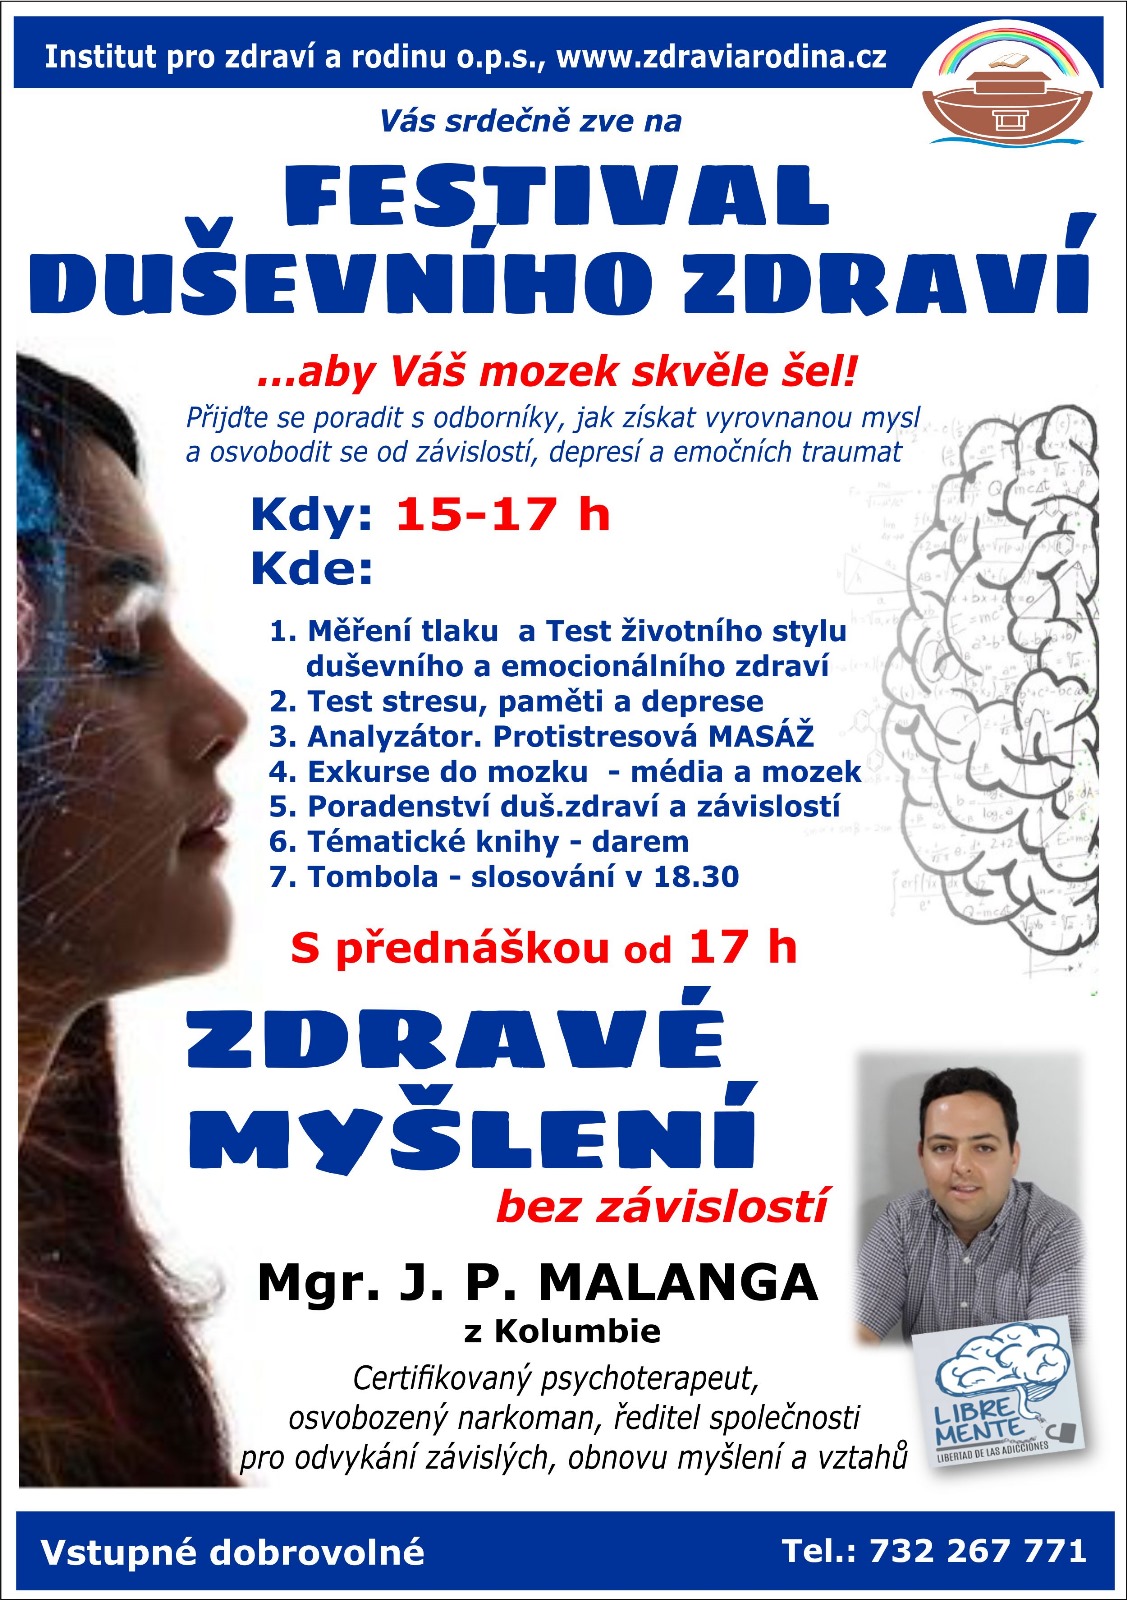 Institut pro zdraví a rodinu o.p.s., www.zdraviarodina.cz
Vás srdečně zve na
FESTIVAL
DUŠEVNÍHO ZDRAVÍ
...aby Váš mozek skvěle šel!
Přijďte se poradit s odborníky, jak získat vyrovnanou mysl
a osvobodit se od závislostí, depresí a emočních traumat
Kdy: 15-17 h
Kde:
1. Měření tlaku a Test životního stylu
duševního a emocionálního zdraví
2. Test stresu, paměti a deprese
3. Analyzátor. Protistresová MASÁŽ
4. Exkurse do mozku - média a mozek
5. Poradenství duš.zdraví a závislostí
6. Tématické knihy - darem
7. Tombola - slosování v 18.30
S přednáškou od 17 h
ZDRAVÉ
MYŠLENÍ
bez závislostí
Mgr. J. P. MALANGA
z Kolumbie
Certifikovaný psychoterapeut,
osvobozený narkoman, ředitel společnosti
pro odvykání závislých, obnovu myšlení a vztahů
LIBRE
MENTE
LIBERTAD DE LAS ADICCIONES
Vstupné dobrovolné
Tel.: 732 267 771